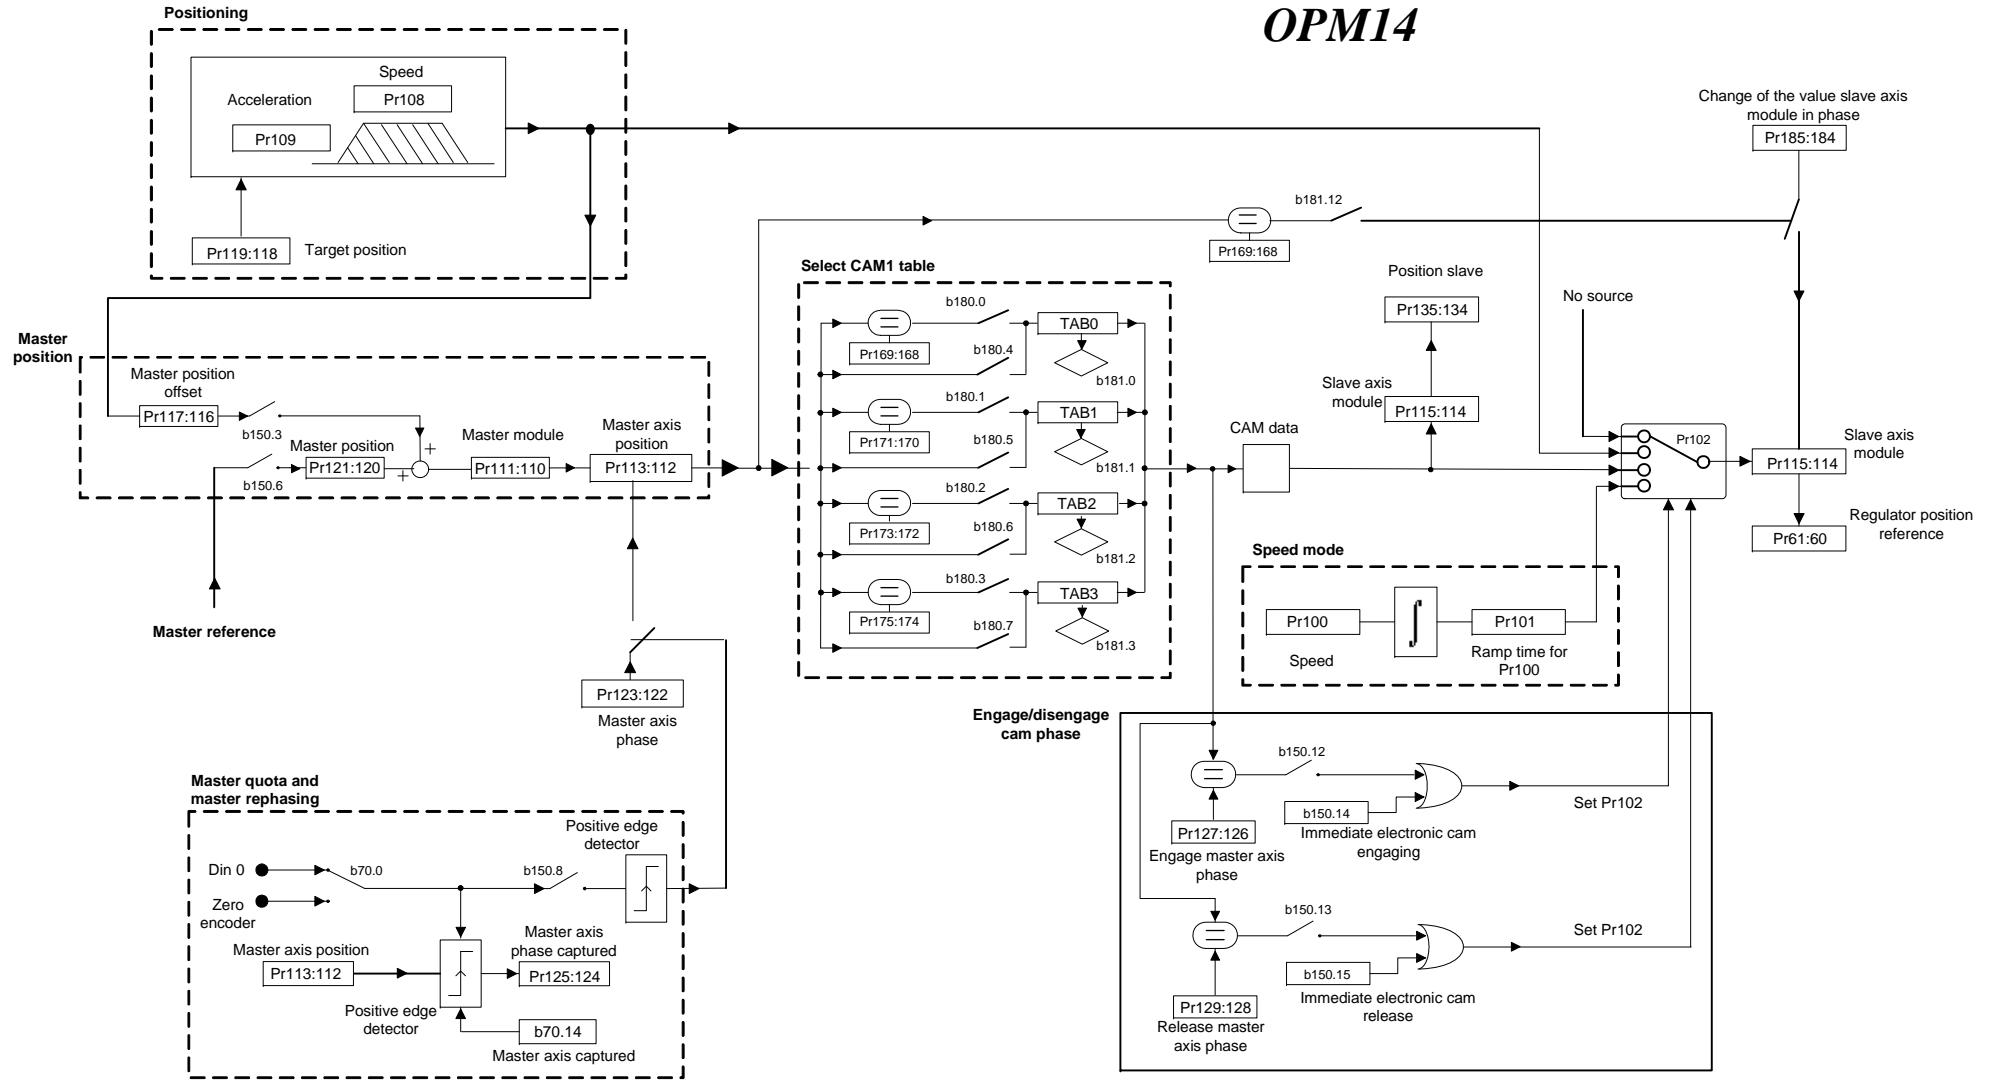 OPM14
Positioning
Speed
Pr108
Acceleration
Pr109
Pr119:118
Target position
Change of the value slave axis
module in phase
Pr185:184
b181.12
Pr169:168
Select CAM1 table
b180.0
Pr169:168
TAB0
b180.4
b181.0
b180.1
Pr171:170
TAB1
b180.5
b181.1
b180.2
Pr173:172
TAB2
b180.6
b181.2
b180.3
Pr175:174
TAB3
b180.7
b181.3
Position slave
Pr135:134
Slave axis
module
Pr115:114
No source
CAM data
Pr102
Slave axis
module
Pr115:114
Regulator position
reference
Pr61:60
Master
position
Master position
offset
Pr117:116
b150.3
Master position
Pr121:120
b150.6
+
+
Master module
Pr111:110
Master axis
position
Pr113:112
Master reference
Pr123:122
Master axis
phase
Speed mode
Pr100
Speed
∫
Pr101
Ramp time for
Pr100
Engage/disengage
cam phase
b150.12
b150.14
Immediate electronic cam
engaging
Set Pr102
Pr127:126
Engage master axis
phase
b150.13
b150.15
Immediate electronic cam
release
Set Pr102
Pr129:128
Release master
axis phase
Master quota and
master rephasing
Din 0
b70.0
Zero
encoder
b150.8
Positive edge
detector
Master axis position
Pr113:112
Master axis
phase captured
Pr125:124
Positive edge
detector
b70.14
Master axis captured